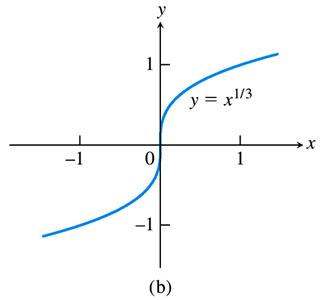 y
1
y = x^{1/3}
–1 0 1 x
–1
(b)